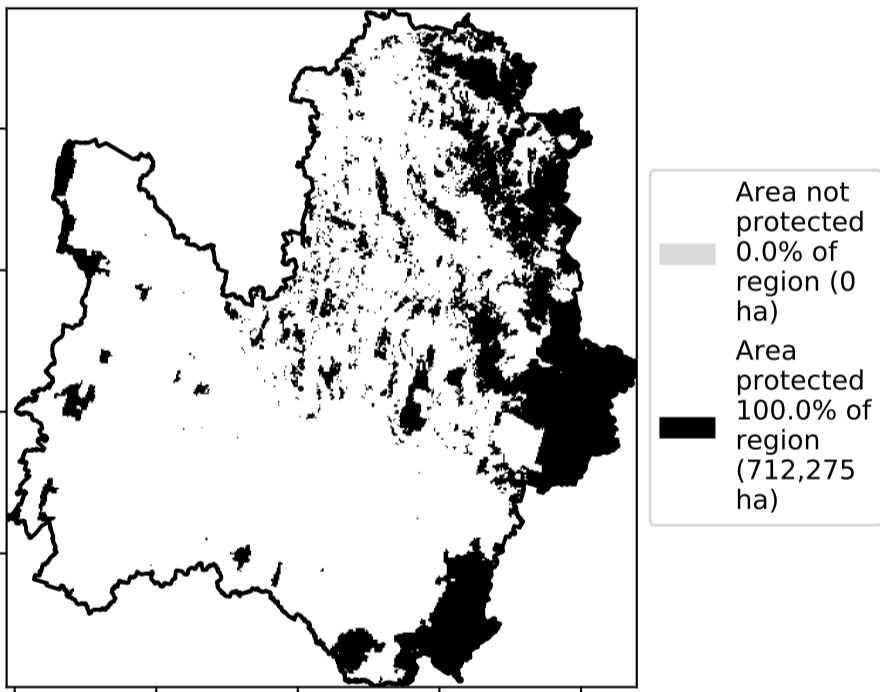 Area not
protected
0.0% of
region (0
ha)
Area
protected
100.0% of
region
(712,275
ha)